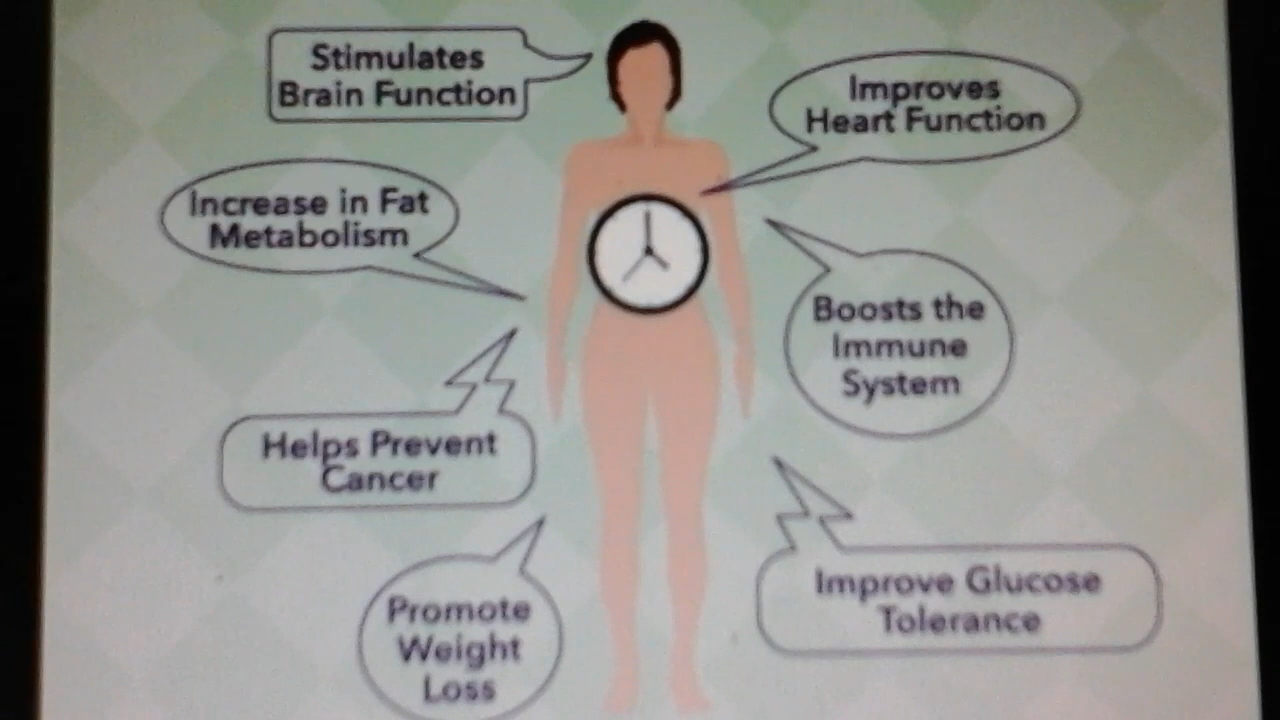 Stimulates
Brain Function
Improves
Heart Function
Increase in Fat
Metabolism
Boosts the
Immune
System
Helps Prevent
Cancer
Improve Glucose
Tolerance
Promote
Weight
Loss